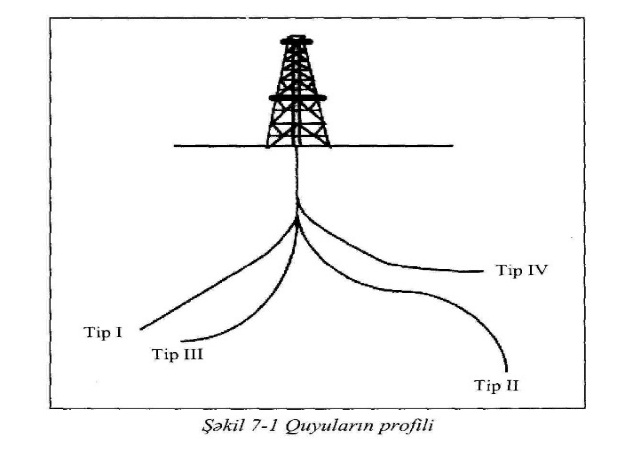 Tip IV
Tip I
Tip III
Tip II
Şəkil 7-1 Quyuların profili